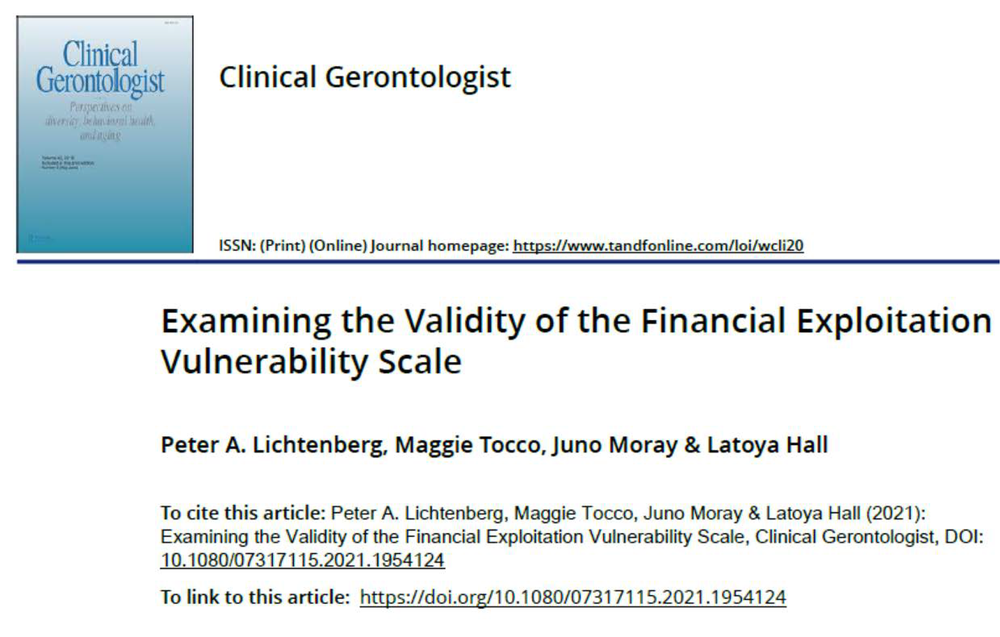 Clinical
Gerontologist
Perspectives on
diversity, behavioral health,
and aging
Clinical Gerontologist
ISSN: (Print) (Online) Journal homepage: https://www.tandfonline.com/loi/wcli20
Examining the Validity of the Financial Exploitation
Vulnerability Scale
Peter A. Lichtenberg, Maggie Tocco, Juno Moray & Latoya Hall
To cite this article: Peter A. Lichtenberg, Maggie Tocco, Juno Moray & Latoya Hall (2021):
Examining the Validity of the Financial Exploitation Vulnerability Scale, Clinical Gerontologist, DOI:
10.1080/07317115.2021.1954124
To link to this article: https://doi.org/10.1080/07317115.2021.1954124